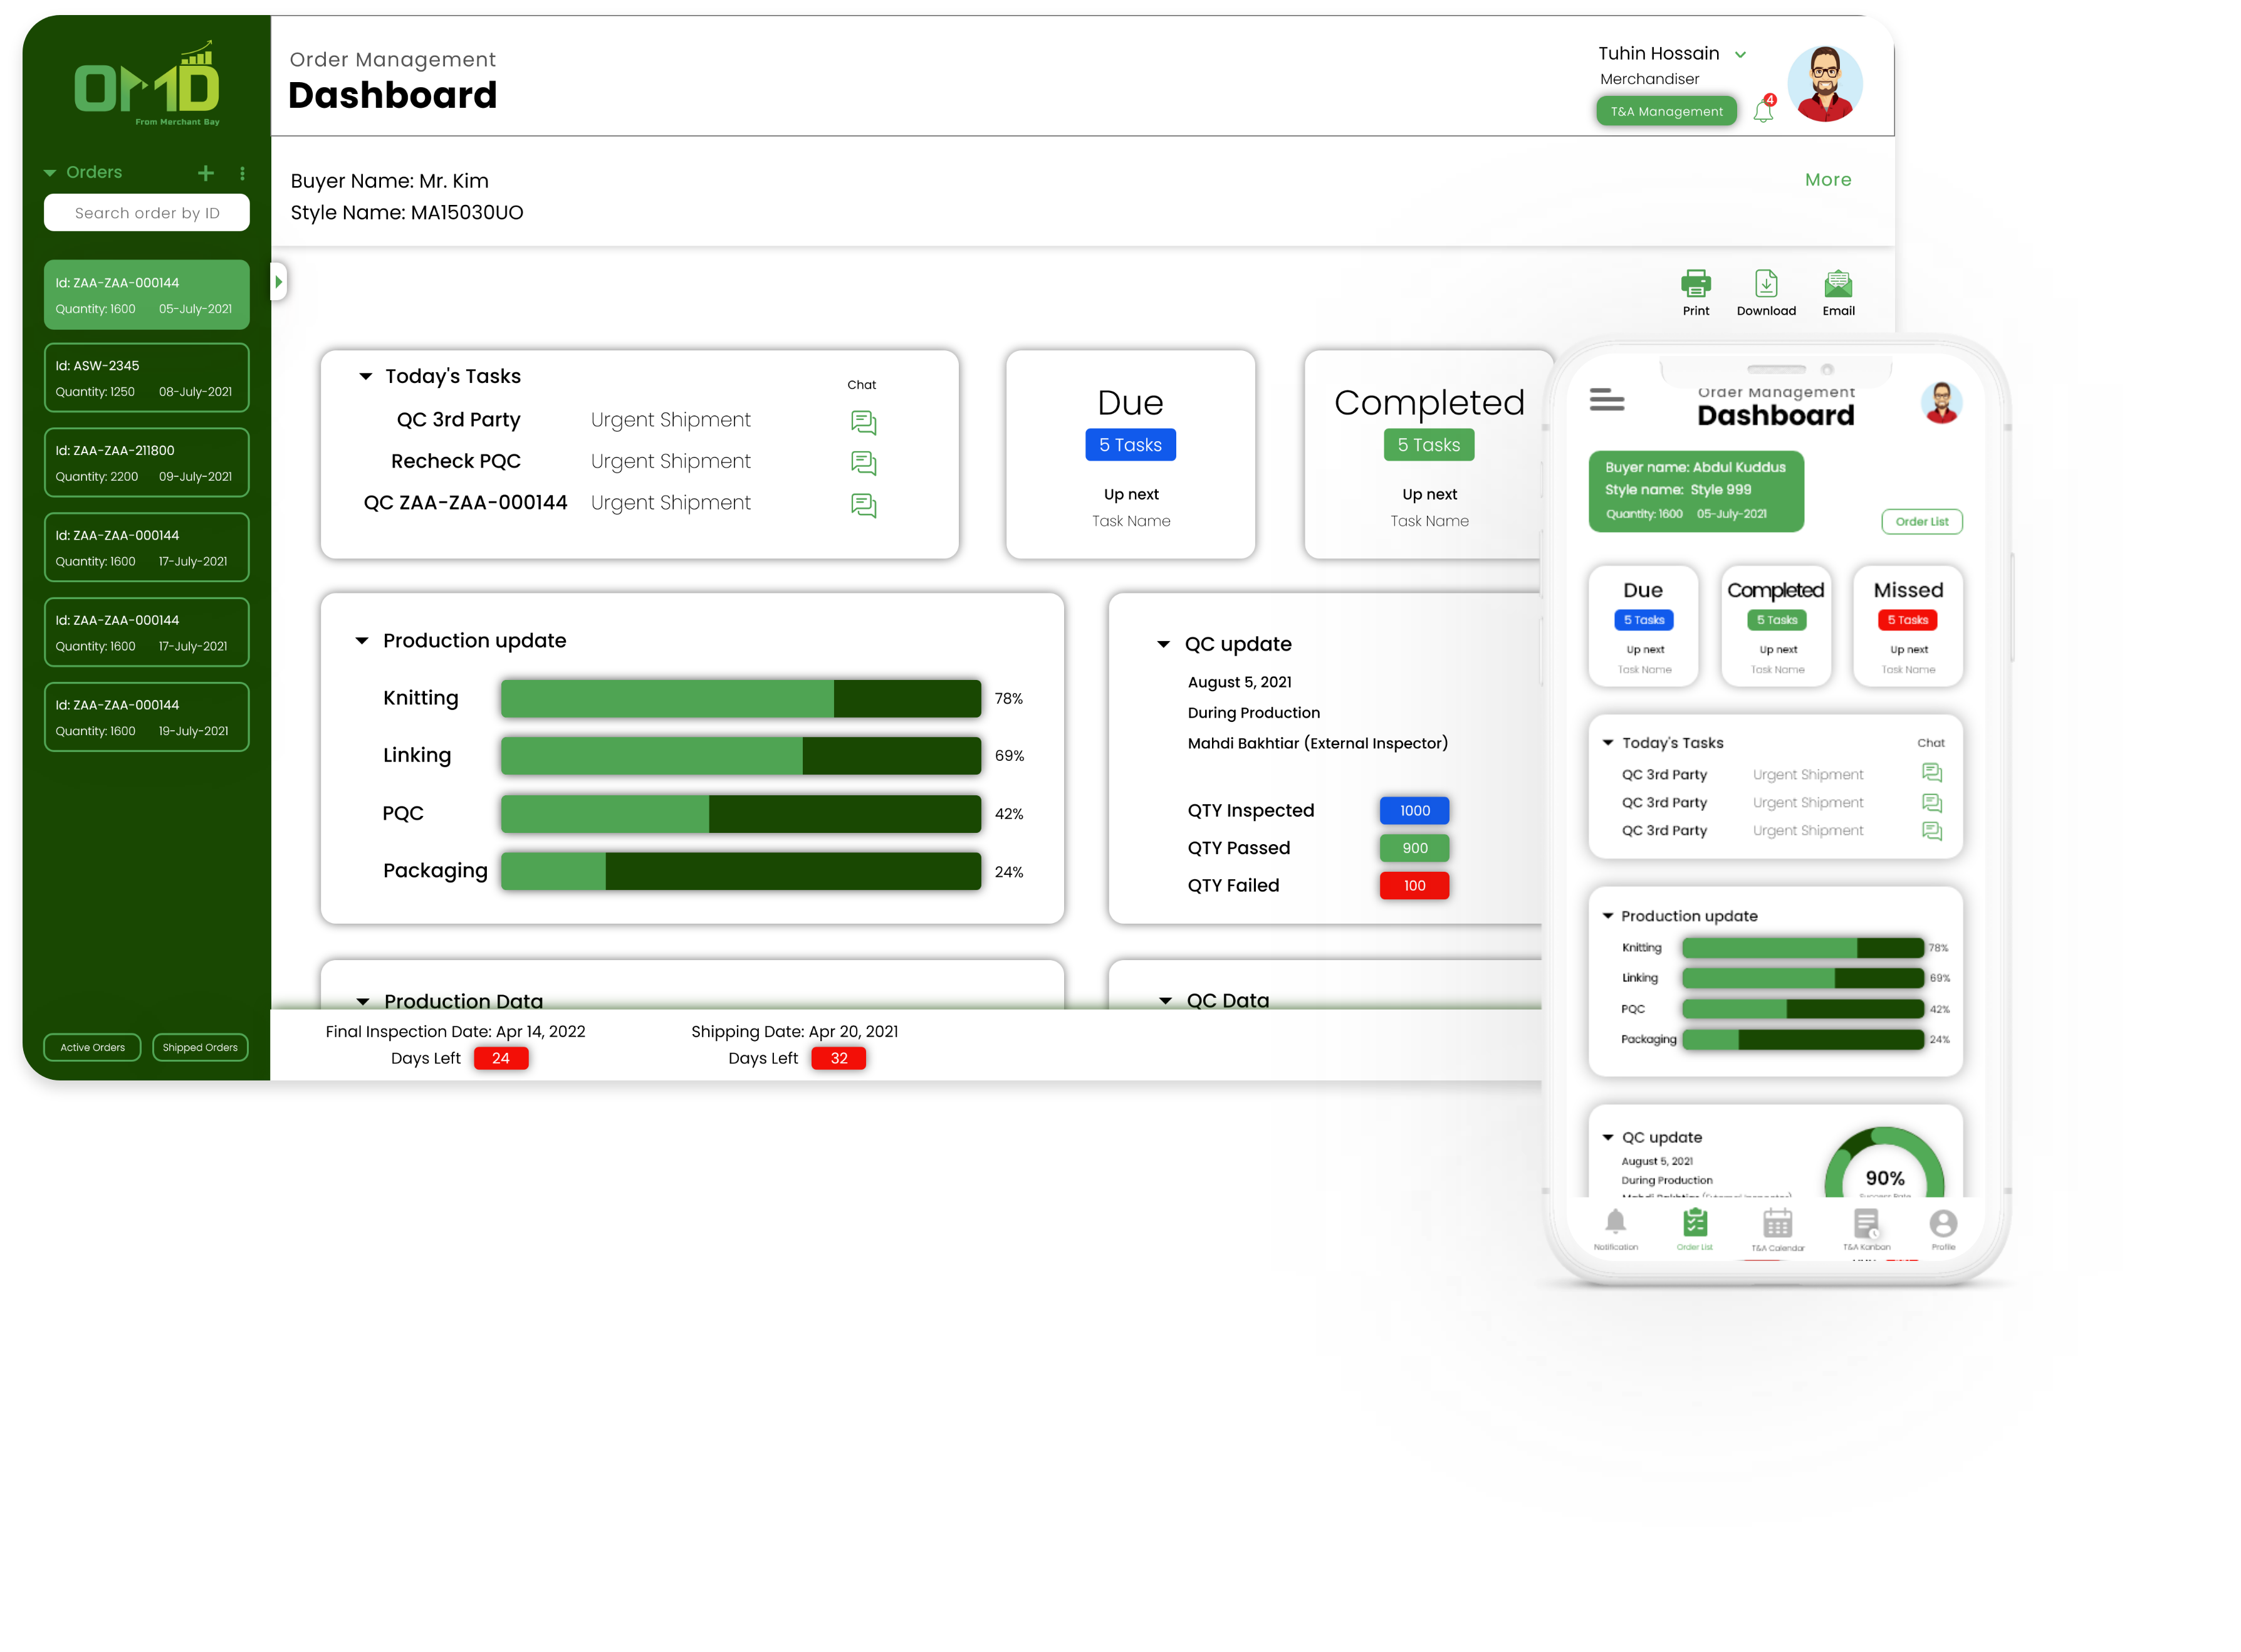 OMD
From Merchant Bay
Orders
Search order by ID
Id: ZAA-ZAA-000144
Quantity: 1600 05-July-2021
Id: ASW-2345
Quantity: 1250 08-July-2021
Id: ZAA-ZAA-211800
Quantity: 2200 09-July-2021
Id: ZAA-ZAA-000144
Quantity: 1600 17-July-2021
Id: ZAA-ZAA-000144
Quantity: 1600 17-July-2021
Id: ZAA-ZAA-000144
Quantity: 1600 19-July-2021
Active Orders Shipped Orders
Order Management
Dashboard
Tuhin Hossain
Merchandiser
T&A Management
4
Buyer Name: Mr. Kim
Style Name: MA15030UO
More
Print Download Email
Today's Tasks
Chat
QC 3rd Party Urgent Shipment
Recheck PQC Urgent Shipment
QC ZAA-ZAA-000144 Urgent Shipment
Due
5 Tasks
Up next
Task Name
Completed
5 Tasks
Up next
Task Name
Production update
Knitting 78%
Linking 69%
PQC 42%
Packaging 24%
QC update
August 5, 2021
During Production
Mahdi Bakhtiar (External Inspector)
QTY Inspected 1000
QTY Passed 900
QTY Failed 100
Production Data
QC Data
Final Inspection Date: Apr 14, 2022
Days Left 24
Shipping Date: Apr 20, 2021
Days Left 32
Order Management
Dashboard
Buyer name: Abdul Kuddus
Style name: Style 999
Quantity: 1600 05-July-2021
Order List
Due
5 Tasks
Up next
Task Name
Completed
5 Tasks
Up next
Task Name
Missed
5 Tasks
Up next
Task Name
Today's Tasks Chat
QC 3rd Party Urgent Shipment
QC 3rd Party Urgent Shipment
QC 3rd Party Urgent Shipment
Production update
Knitting 78%
Linking 69%
PQC 42%
Packaging 24%
QC update
August 5, 2021
During Production
Mahdi Bakhtiar (External Inspector)
90%
Success Rate
Notification Order List T&A Calendar T&A Kanban Profile